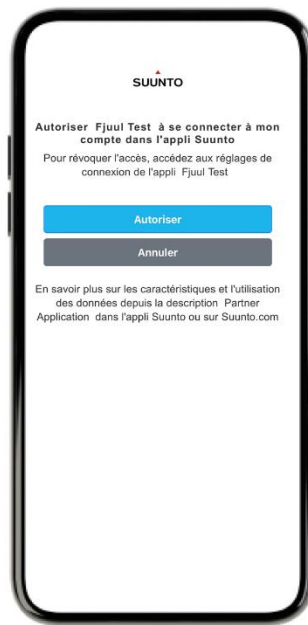 SUUNTO
Autoriser Fjuul Test à se connecter à mon
compte dans l'appli Suunto
Pour révoquer l'accès, accédez aux réglages de
connexion de l'appli Fjuul Test
Autoriser
Annuler
En savoir plus sur les caractéristiques et l'utilisation
des données depuis la description Partner
Application dans l'appli Suunto ou sur Suunto.com